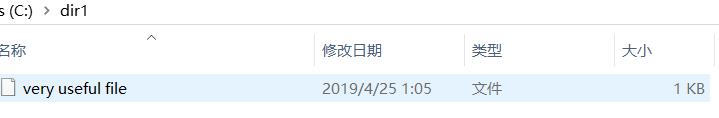 s (C:) > dir1
名称 修改日期 类型 大小
very useful file 2019/4/25 1:05 文件 1 KB